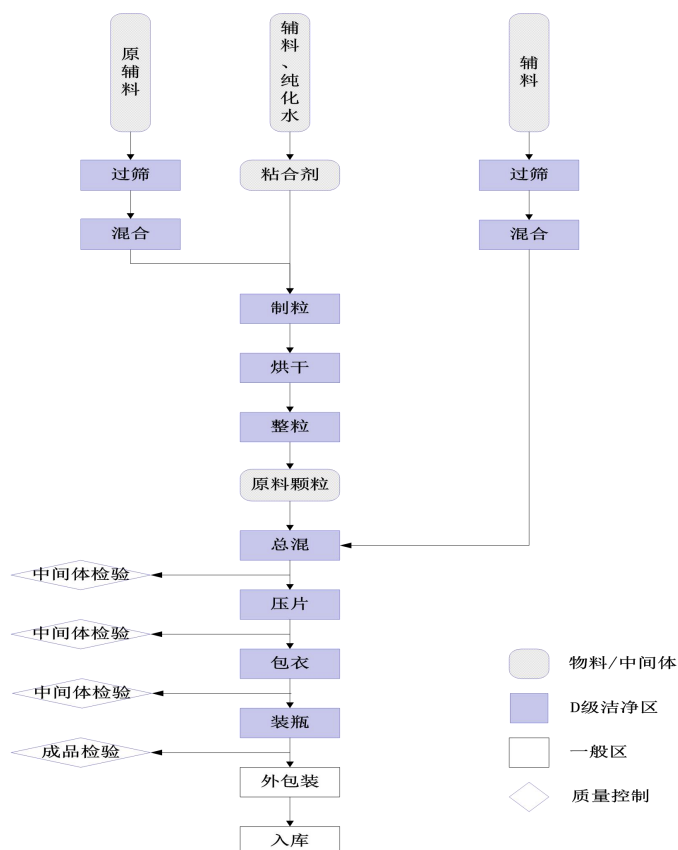 原辅料
辅料、纯化水
辅料
过筛
粘合剂
过筛
混合
混合
制粒
烘干
整粒
原料颗粒
总混
中间体检验
压片
中间体检验
包衣
物料/中间体
中间体检验
D级洁净区
装瓶
成品检验
一般区
外包装
质量控制
入库